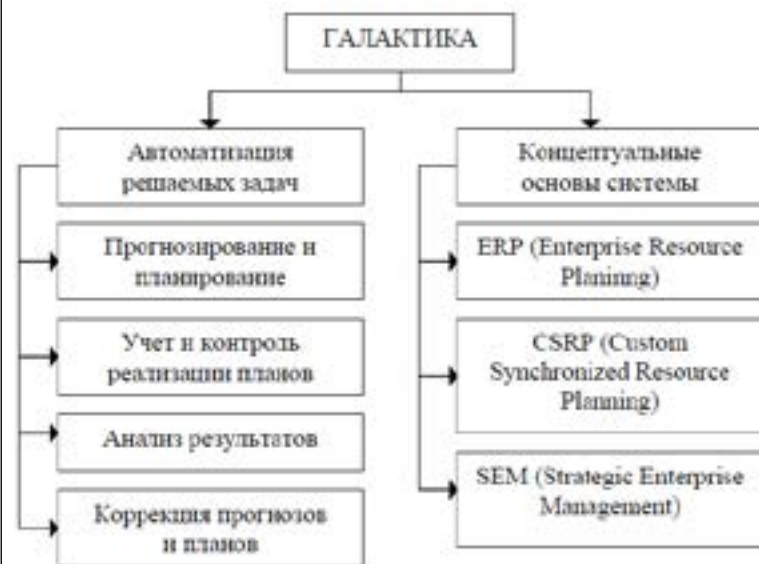 ГАЛАКТИКА
Автоматизация
решаемых задач
Прогнозирование и
планирование
Учет и контроль
реализации планов
Анализ результатов
Коррекция прогнозов
и планов
Концептуальные
основы системы
ERP (Enterprise Resource
Planinng)
CSRP (Custom
Synchronized Resource
Planning)
SEM (Strategic Enterprise
Management)